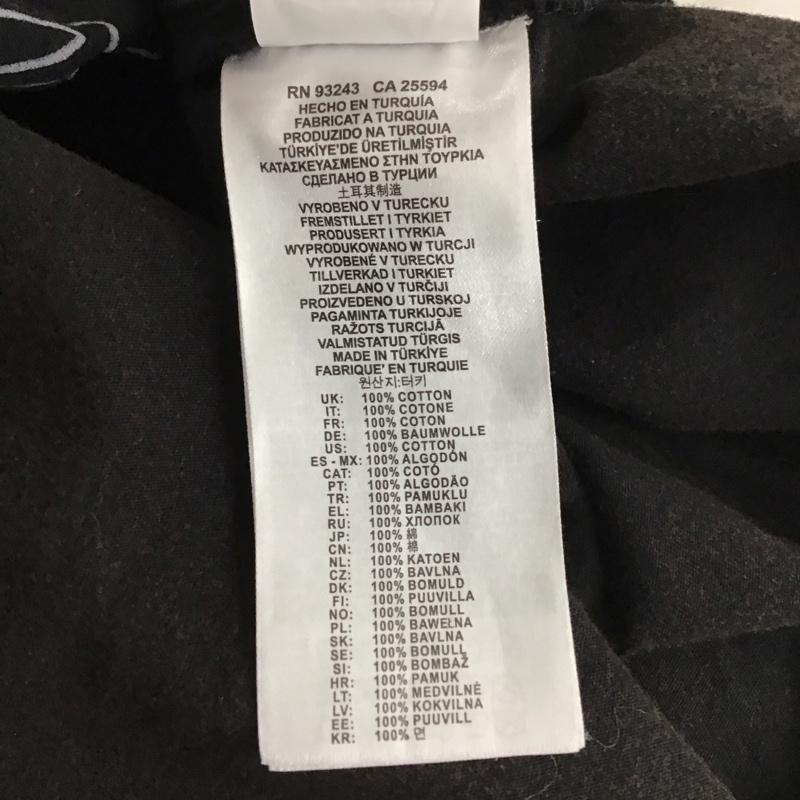 RN 93243 CA 25594
HECHO EN TURQUÍA
FABRICAT A TURQUIA
PRODUZIDO NA TURQUIA
TÜRKİYE'DE ÜRETİLMİŞTİR
ΚΑΤΑΣΚΕΥΑΣΜΕΝΟ ΣΤΗΝ ΤΟΥΡΚΙΑ
СДЕЛАНО В ТУРЦИИ
土耳其制造
VYROBENO V TURECKU
FREMSTILLET I TYRKIET
PRODUSERT I TYRKIA
WYPRODUKOWANO W TURCJI
VYROBENÉ V TURECKU
TILLVERKAD I TURKIET
IZDELANO V TURČIJI
PROIZVEDENO U TURSKOJ
PAGAMINTA TURKIJOJE
RAŽOTS TURCIJĀ
VALMISTATUD TÜRGIS
MADE IN TÜRKİYE
FABRIQUE' EN TURQUIE
원산지:터키
UK: 100% COTTON
IT: 100% COTONE
FR: 100% COTON
DE: 100% BAUMWOLLE
US: 100% COTTON
ES - MX: 100% ALGODÓN
CAT: 100% COTÓ
PT: 100% ALGODÃO
TR: 100% PAMUKLU
EL: 100% BAMBAKI
RU: 100% ХЛОПОК
JP: 100% 綿
CN: 100% 棉
NL: 100% KATOEN
CZ: 100% BAVLNA
DK: 100% BOMULD
FI: 100% PUUVILLA
NO: 100% BOMULL
PL: 100% BAWEŁNA
SK: 100% BAVLNA
SE: 100% BOMULL
SI: 100% BOMBAŽ
HR: 100% PAMUK
LT: 100% MEDVILNĖ
LV: 100% KOKVILNA
EE: 100% PUUVILL
KR: 100% 면